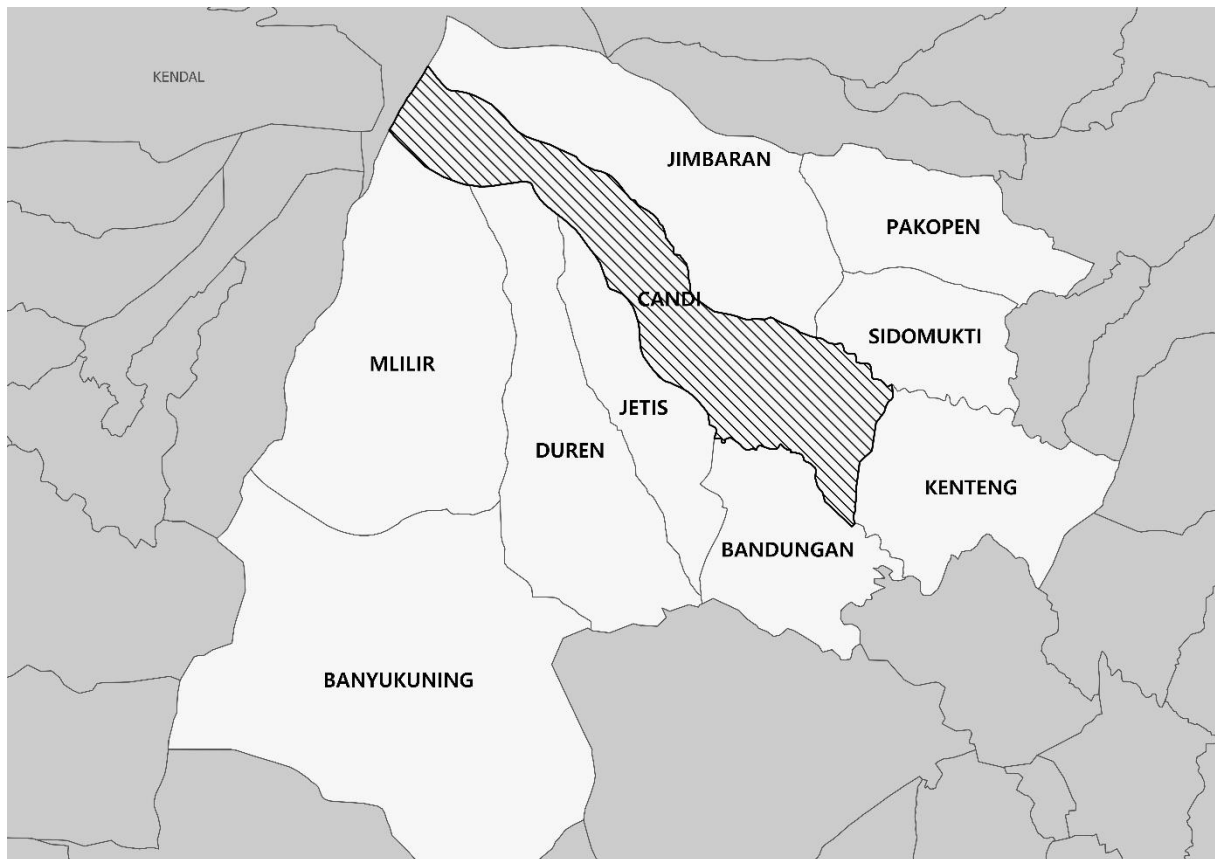 KENDAL
JIMBARAN
PAKOPEN
CANDI
SIDOMUKTI
MLILIR
JETIS
DUREN
KENTENG
BANDUNGAN
BANYUKUNING